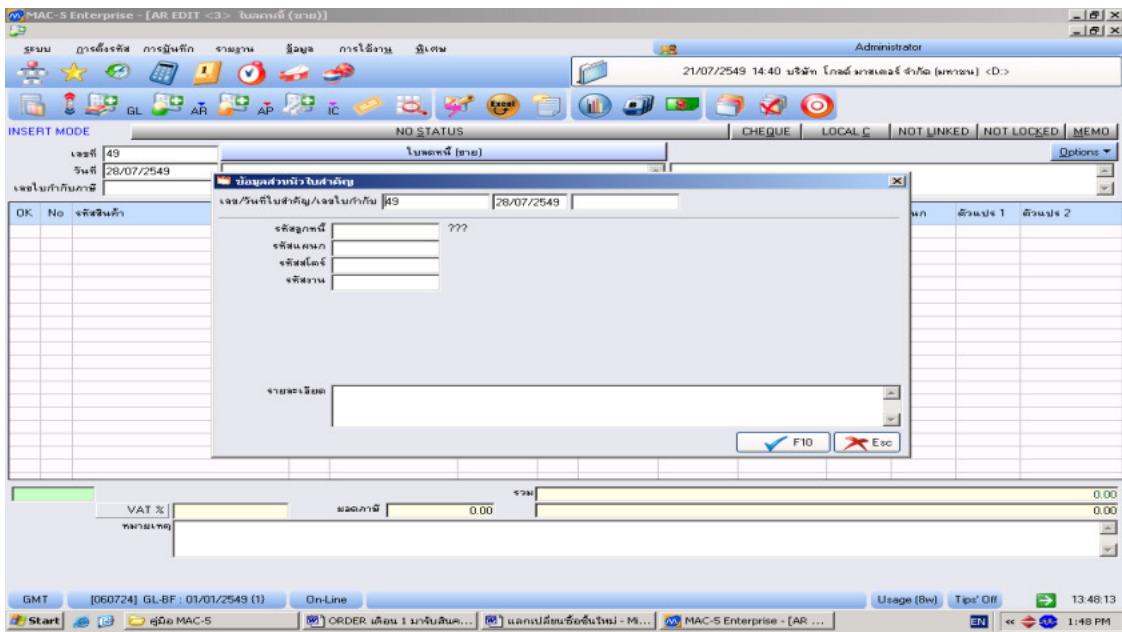 MAC-5 Enterprise - [AR EDIT <3> ใบลดหนี้ (ขาย)]
ระบบ การตั้งรหัส การบันทึก รายงาน ข้อมูล การใช้งาน พิเศษ Administrator
21/07/2549 14:40 บริษัท โกลด์ มาสเตอร์ จำกัด (มหาชน) <D:>
GL AR AP IC Excel
INSERT MODE NO STATUS CHEQUE LOCAL C NOT LINKED NOT LOCKED MEMO
เลขที่ 49 ใบลดหนี้ (ขาย) Options
วันที่ 28/07/2549
เลขใบกำกับภาษี
ข้อมูลส่วนหัวใบสำคัญ
เลข/วันที่ใบสำคัญ/เลขใบกำกับ 49 28/07/2549
OK No รหัสสินค้า ตัวแปร 1 ตัวแปร 2
รหัสลูกหนี้ ???
รหัสแผนก
รหัสสโตร์
รหัสงาน
รายละเอียด
F10 Esc
รวม 0.00
VAT % ยอดภาษี 0.00 0.00
หมายเหตุ
GMT [060724] GL-BF : 01/01/2549 (1) On-Line Usage (8w) Tips' Off 13:48:13
Start คู่มือ MAC-5 ORDER เดือน 1 มารับสินค... แลกเปลี่ยนซื้อชิ้นใหม่ - Mi... MAC-5 Enterprise - [AR ... EN 1:48 PM